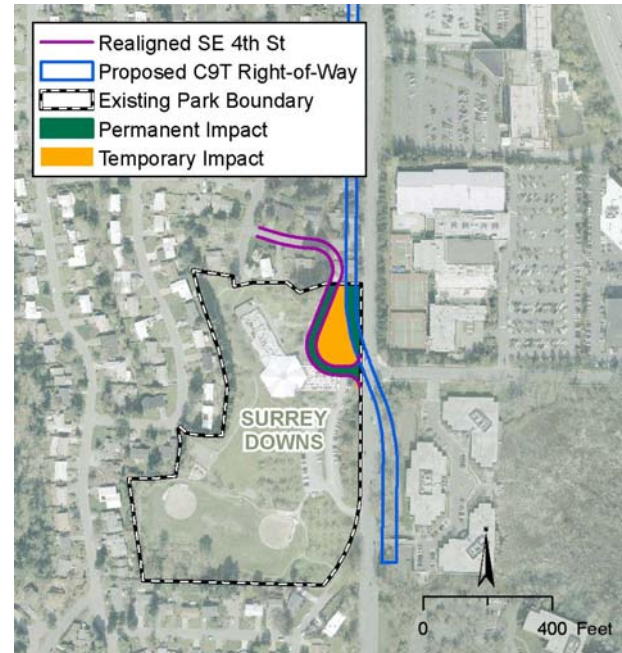 Realigned SE 4th St
Proposed C9T Right-of-Way
Existing Park Boundary
Permanent Impact
Temporary Impact
SURREY
DOWNS
0 400 Feet